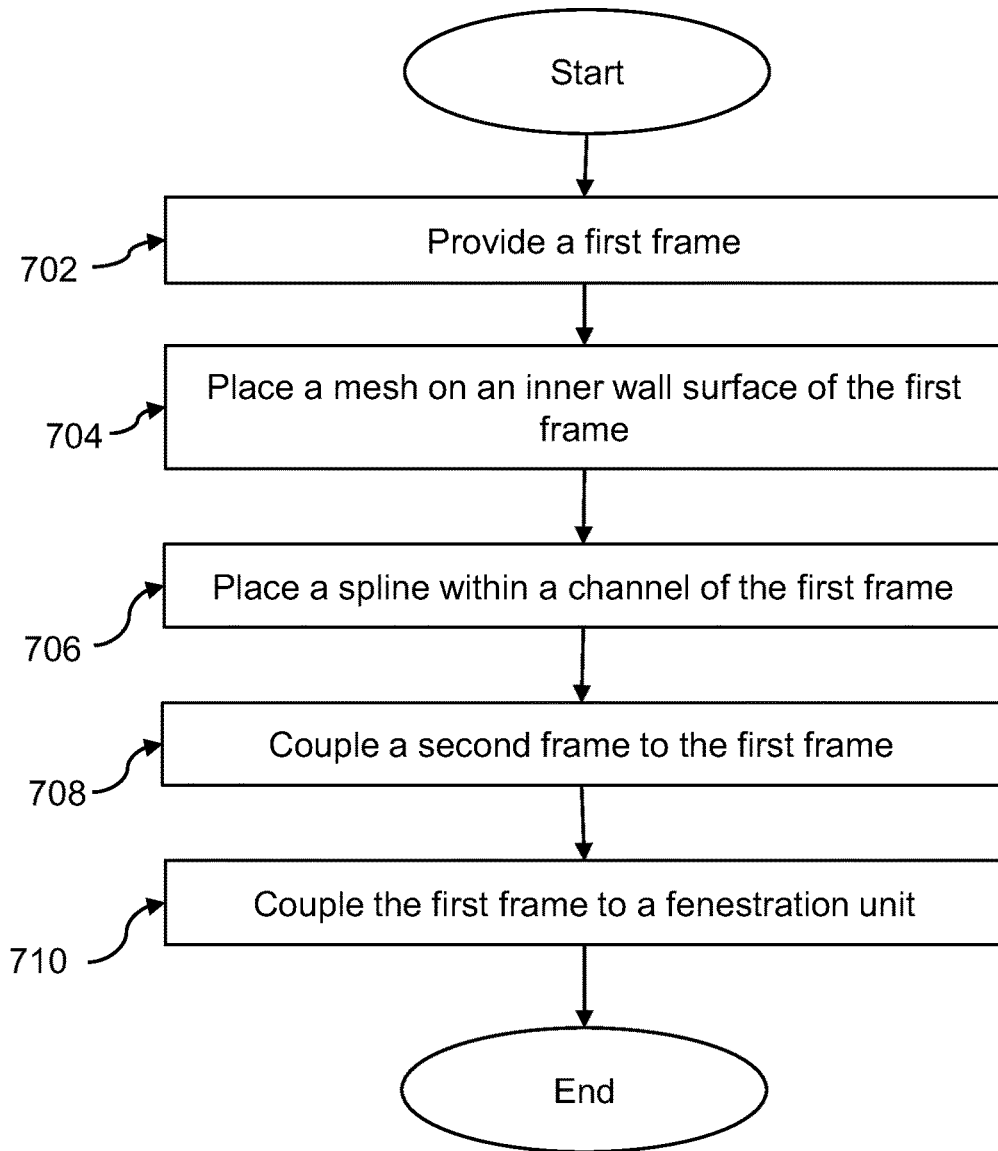 Start
Provide a first frame
702
Place a mesh on an inner wall surface of the first
frame
704
Place a spline within a channel of the first frame
706
Couple a second frame to the first frame
708
Couple the first frame to a fenestration unit
710
End